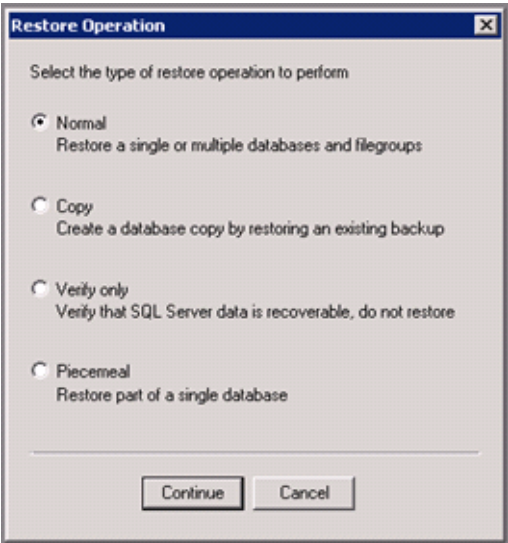 Restore Operation
Select the type of restore operation to perform
Normal
Restore a single or multiple databases and filegroups
Copy
Create a database copy by restoring an existing backup
Verify only
Verify that SQL Server data is recoverable, do not restore
Piecemeal
Restore part of a single database
Continue Cancel